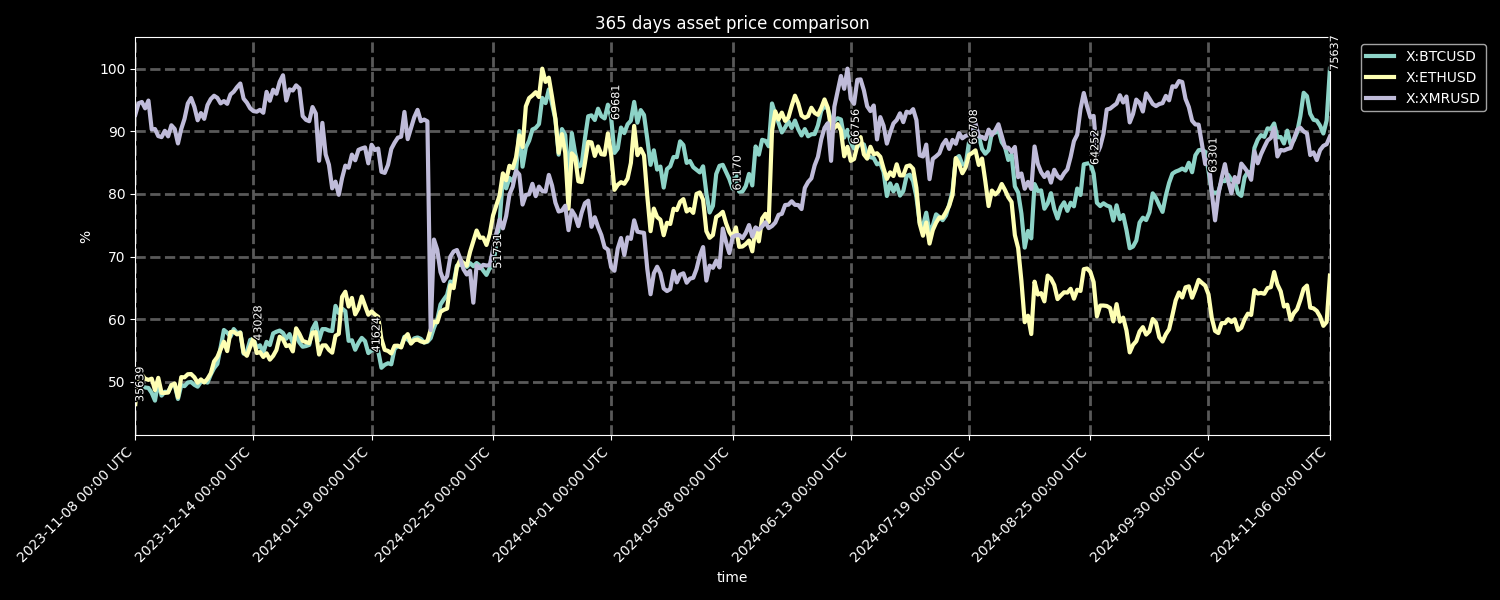 365 days asset price comparison
X:BTCUSD
X:ETHUSD
X:XMRUSD
100
90
80
70
60
50
%
35639
43028
41624
51731
69681
61170
66756
66708
64252
63301
75637
2023-11-08 00:00 UTC
2023-12-14 00:00 UTC
2024-01-19 00:00 UTC
2024-02-25 00:00 UTC
2024-04-01 00:00 UTC
2024-05-08 00:00 UTC
2024-06-13 00:00 UTC
2024-07-19 00:00 UTC
2024-08-25 00:00 UTC
2024-09-30 00:00 UTC
2024-11-06 00:00 UTC
time